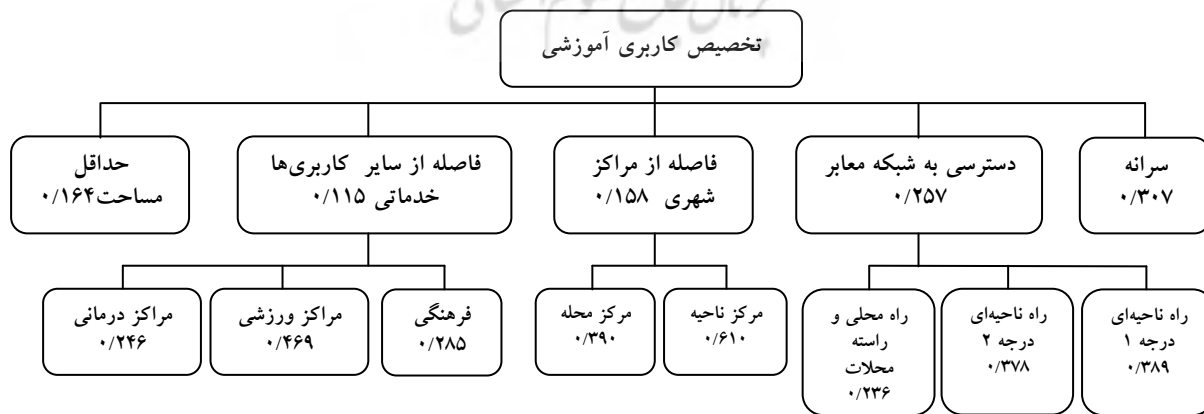 تخصیص کاربری آموزشی
سرانه
۰/۳۰۷
دسترسی به شبکه معابر
۰/۲۵۷
فاصله از مراکز
شهری ۰/۱۵۸
فاصله از سایر کاربری‌ها
خدماتی ۰/۱۱۵
حداقل
مساحت۰/۱۶۴
راه ناحیه‌ای
درجه ۱
۰/۳۸۹
راه ناحیه‌ای
درجه ۲
۰/۳۷۸
راه محلی و
راسته
محلات
۰/۲۳۶
مرکز ناحیه
۰/۶۱۰
مرکز محله
۰/۳۹۰
فرهنگی
۰/۲۸۵
مراکز ورزشی
۰/۴۶۹
مراکز درمانی
۰/۲۴۶